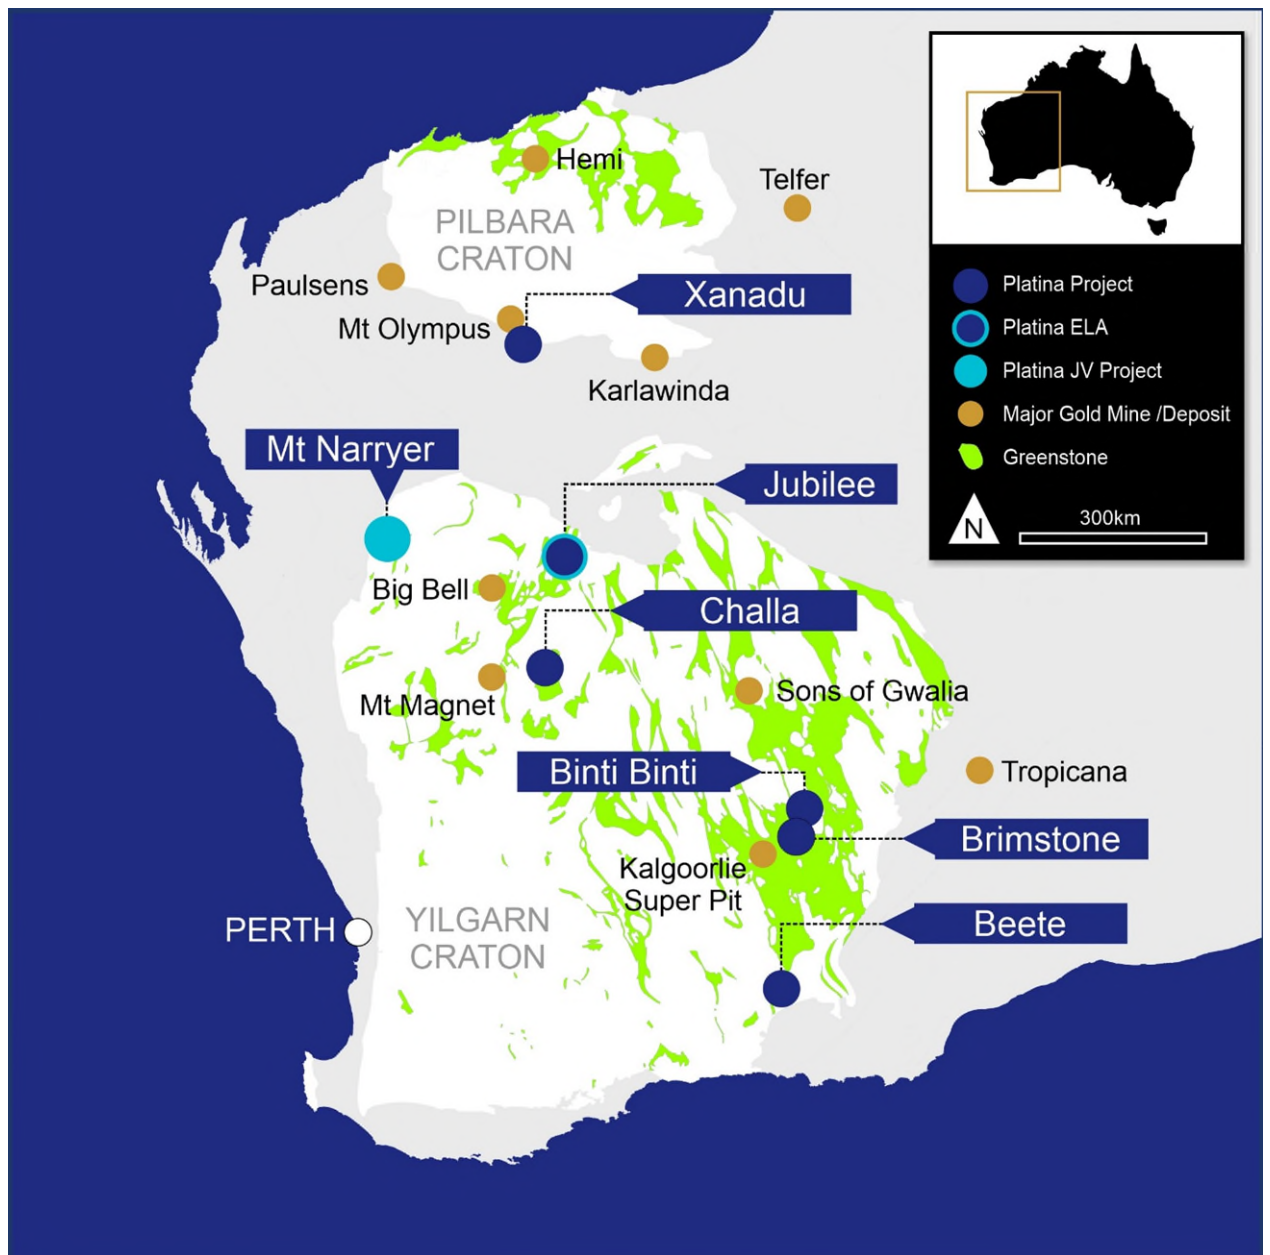 Hemi
Telfer
PILBARA
CRATON
Paulsens
Xanadu
Mt Olympus
Karlawinda
Mt Narryer
Jubilee
Big Bell
Challa
Mt Magnet
Sons of Gwalia
Binti Binti
Tropicana
Brimstone
Kalgoorlie
Super Pit
PERTH
YILGARN
CRATON
Beete
Platina Project
Platina ELA
Platina JV Project
Major Gold Mine /Deposit
Greenstone
N
300km